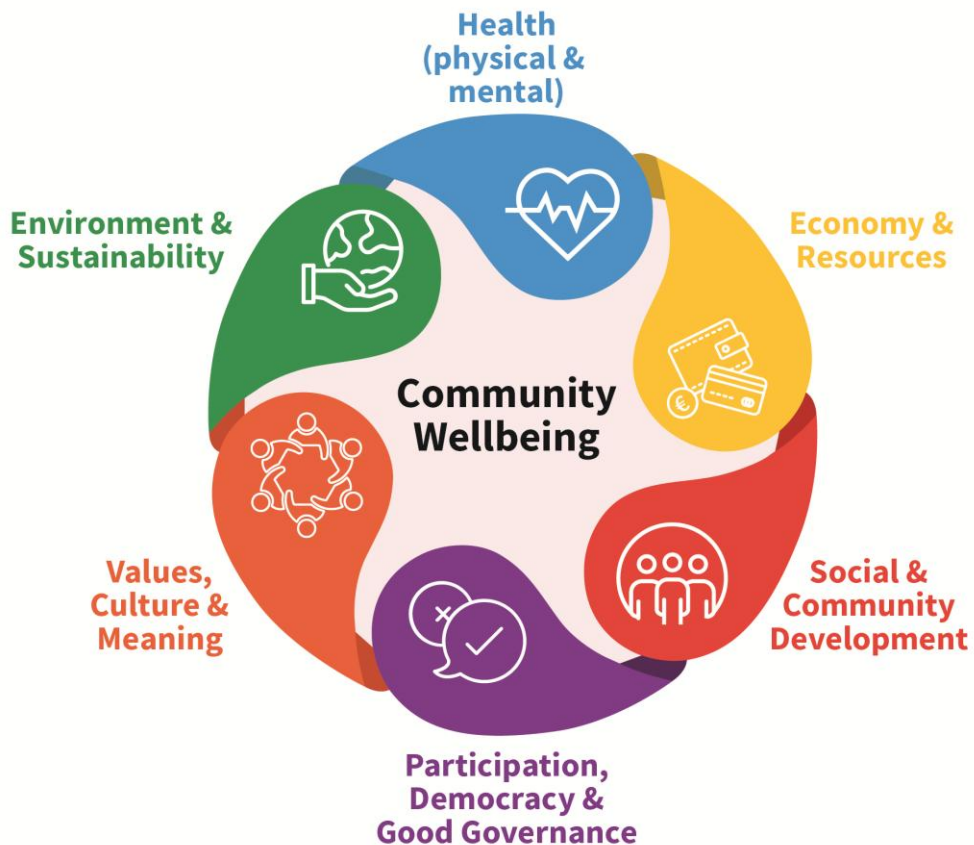 Health
(physical &
mental)
Economy &
Resources
Social &
Community
Development
Participation,
Democracy &
Good Governance
Values,
Culture &
Meaning
Environment &
Sustainability
Community
Wellbeing
€